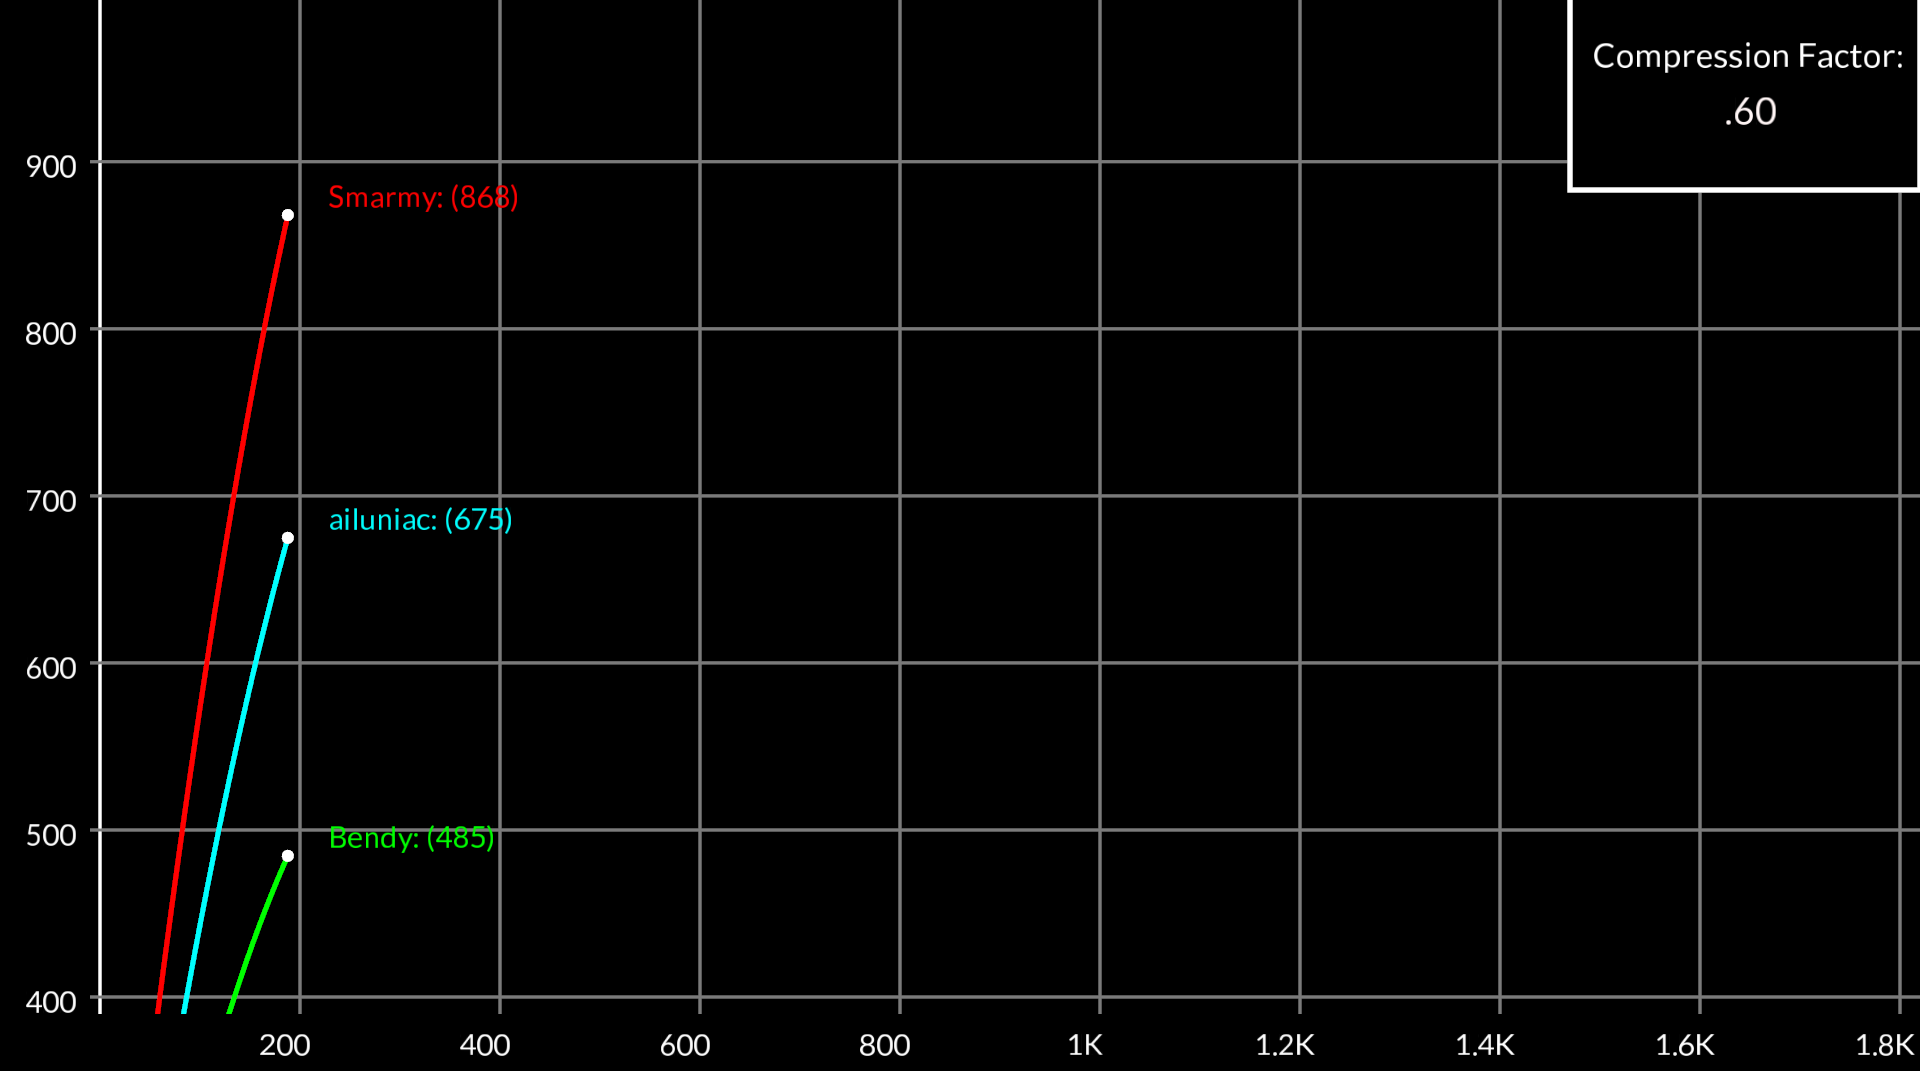 Compression Factor:
.60
900
Smarmy: (868)
800
700
ailuniac: (675)
600
500
Bendy: (485)
400
200 400 600 800 1K 1.2K 1.4K 1.6K 1.8K